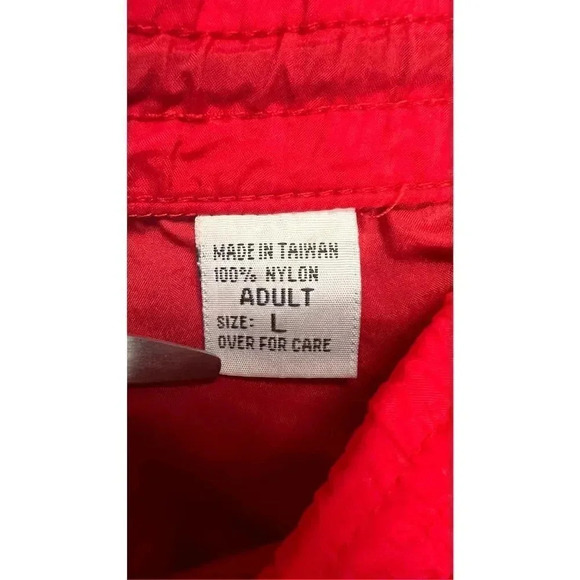 MADE IN TAIWAN
100% NYLON
ADULT
SIZE: L
OVER FOR CARE